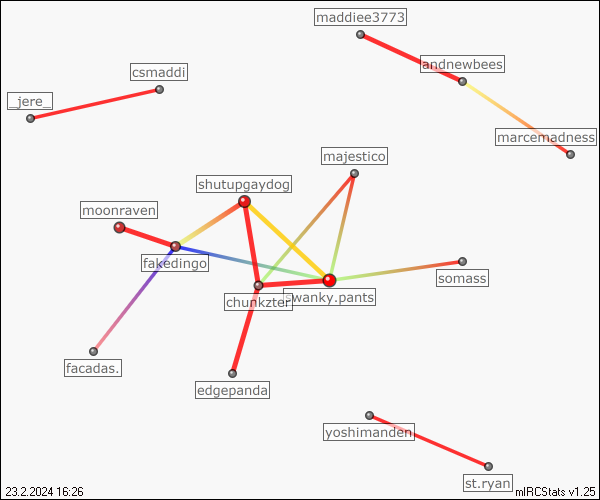 maddiee3773
andnewbees
csmaddi
_jere_
marcemadness
majestico
shutupgaydog
moonraven
fakedingo
somass
chunkzter
swanky.pants
facadas.
edgepanda
yoshimanden
st.ryan
23.2.2024 16:26
mIRCStats v1.25